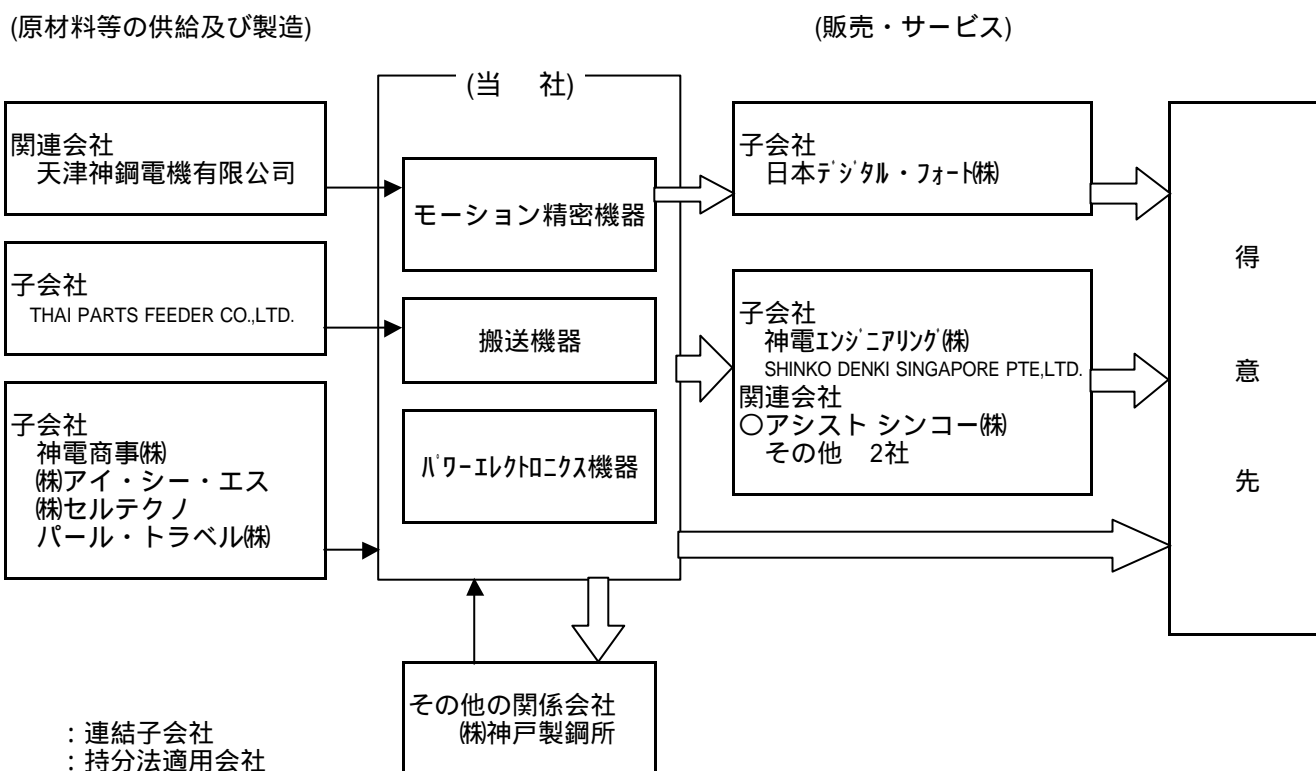 (原材料等の供給及び製造)
(販売・サービス)
(当 社)
関連会社
天津神鋼電機有限公司
子会社
THAI PARTS FEEDER CO.,LTD.
子会社
神電商事㈱
㈱アイ・シー・エス
㈱セルテクノ
パール・トラベル㈱
モーション精密機器
搬送機器
ﾊﾟﾜｰｴﾚｸﾄﾛﾆｸｽ機器
その他の関係会社
㈱神戸製鋼所
子会社
日本ﾃﾞｼﾞﾀﾙ・ﾌｫｰﾄ㈱
子会社
神電ｴﾝｼﾞﾆｱﾘﾝｸﾞ㈱
SHINKO DENKI SINGAPORE PTE,LTD.
関連会社
○アシスト シンコー㈱
その他 2社
得意先
：連結子会社
：持分法適用会社